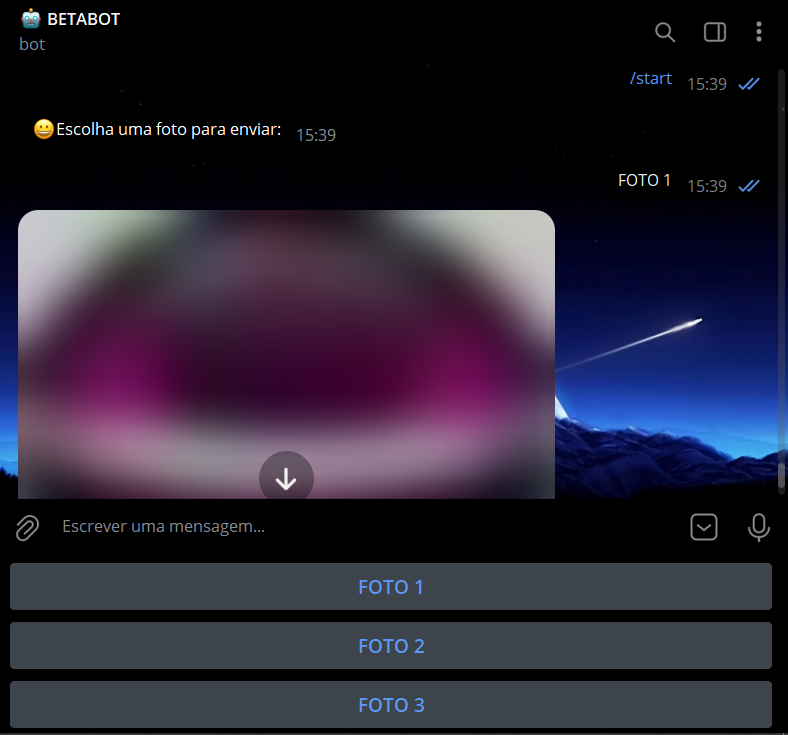 BETABOT
bot
/start 15:39
Escolha uma foto para enviar: 15:39
FOTO 1 15:39
Escrever uma mensagem...
FOTO 1
FOTO 2
FOTO 3